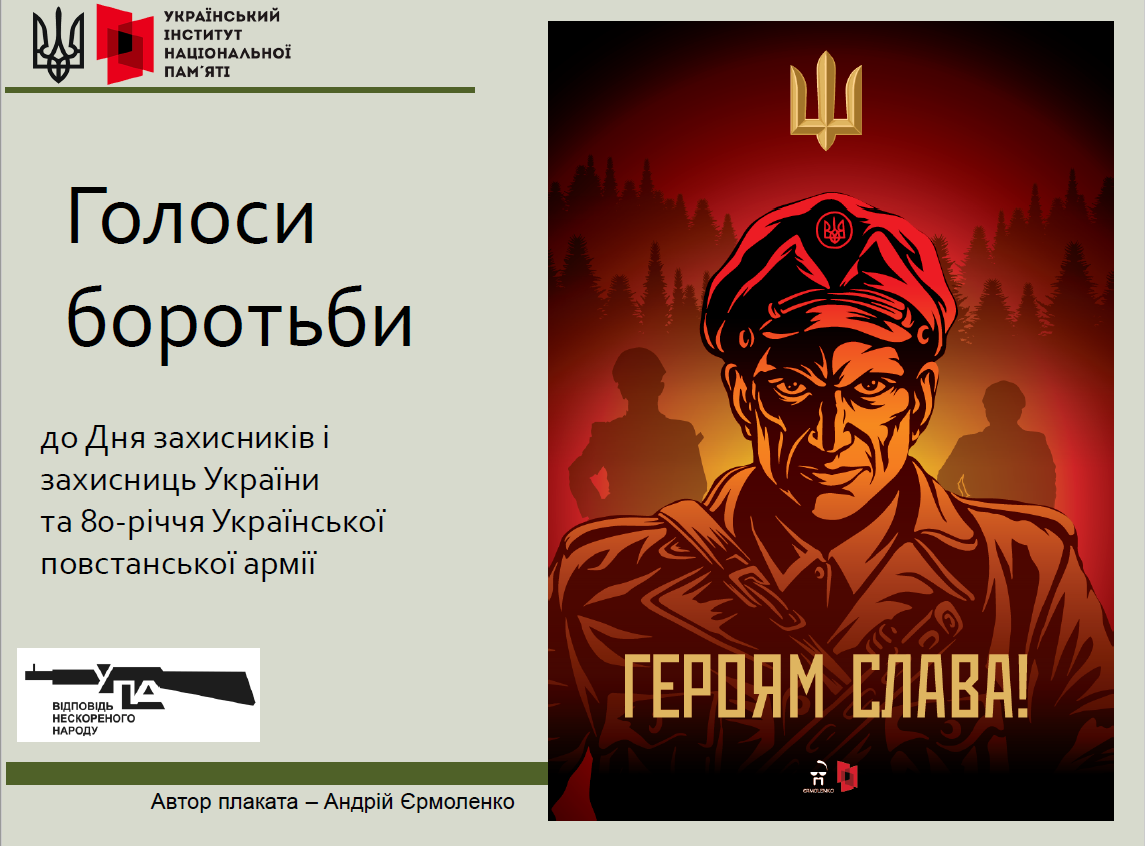 УКРАЇНСЬКИЙ
ІНСТИТУТ
НАЦІОНАЛЬНОЇ
ПАМ´ЯТІ
Голоси
боротьби
до Дня захисників і
захисниць України
та 80-річчя Української
повстанської армії
УПА
ВІДПОВІДЬ
НЕСКОРЕНОГО
НАРОДУ
Автор плаката – Андрій Єрмоленко
ГЕРОЯМ СЛАВА!
ЄРМОЛЕНКО